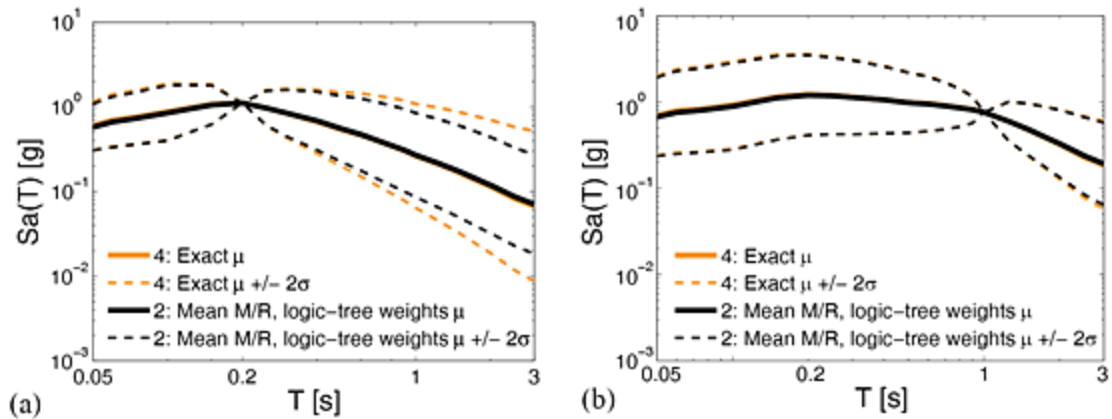 10¹
10⁰
10⁻¹
10⁻²
10⁻³
Sa(T) [g]
4: Exact μ
4: Exact μ +/− 2σ
2: Mean M/R, logic−tree weights μ
2: Mean M/R, logic−tree weights μ +/− 2σ
0.05
0.2
1
3
T [s]
(a)
10¹
10⁰
10⁻¹
10⁻²
10⁻³
Sa(T) [g]
4: Exact μ
4: Exact μ +/− 2σ
2: Mean M/R, logic−tree weights μ
2: Mean M/R, logic−tree weights μ +/− 2σ
0.05
0.2
1
3
T [s]
(b)